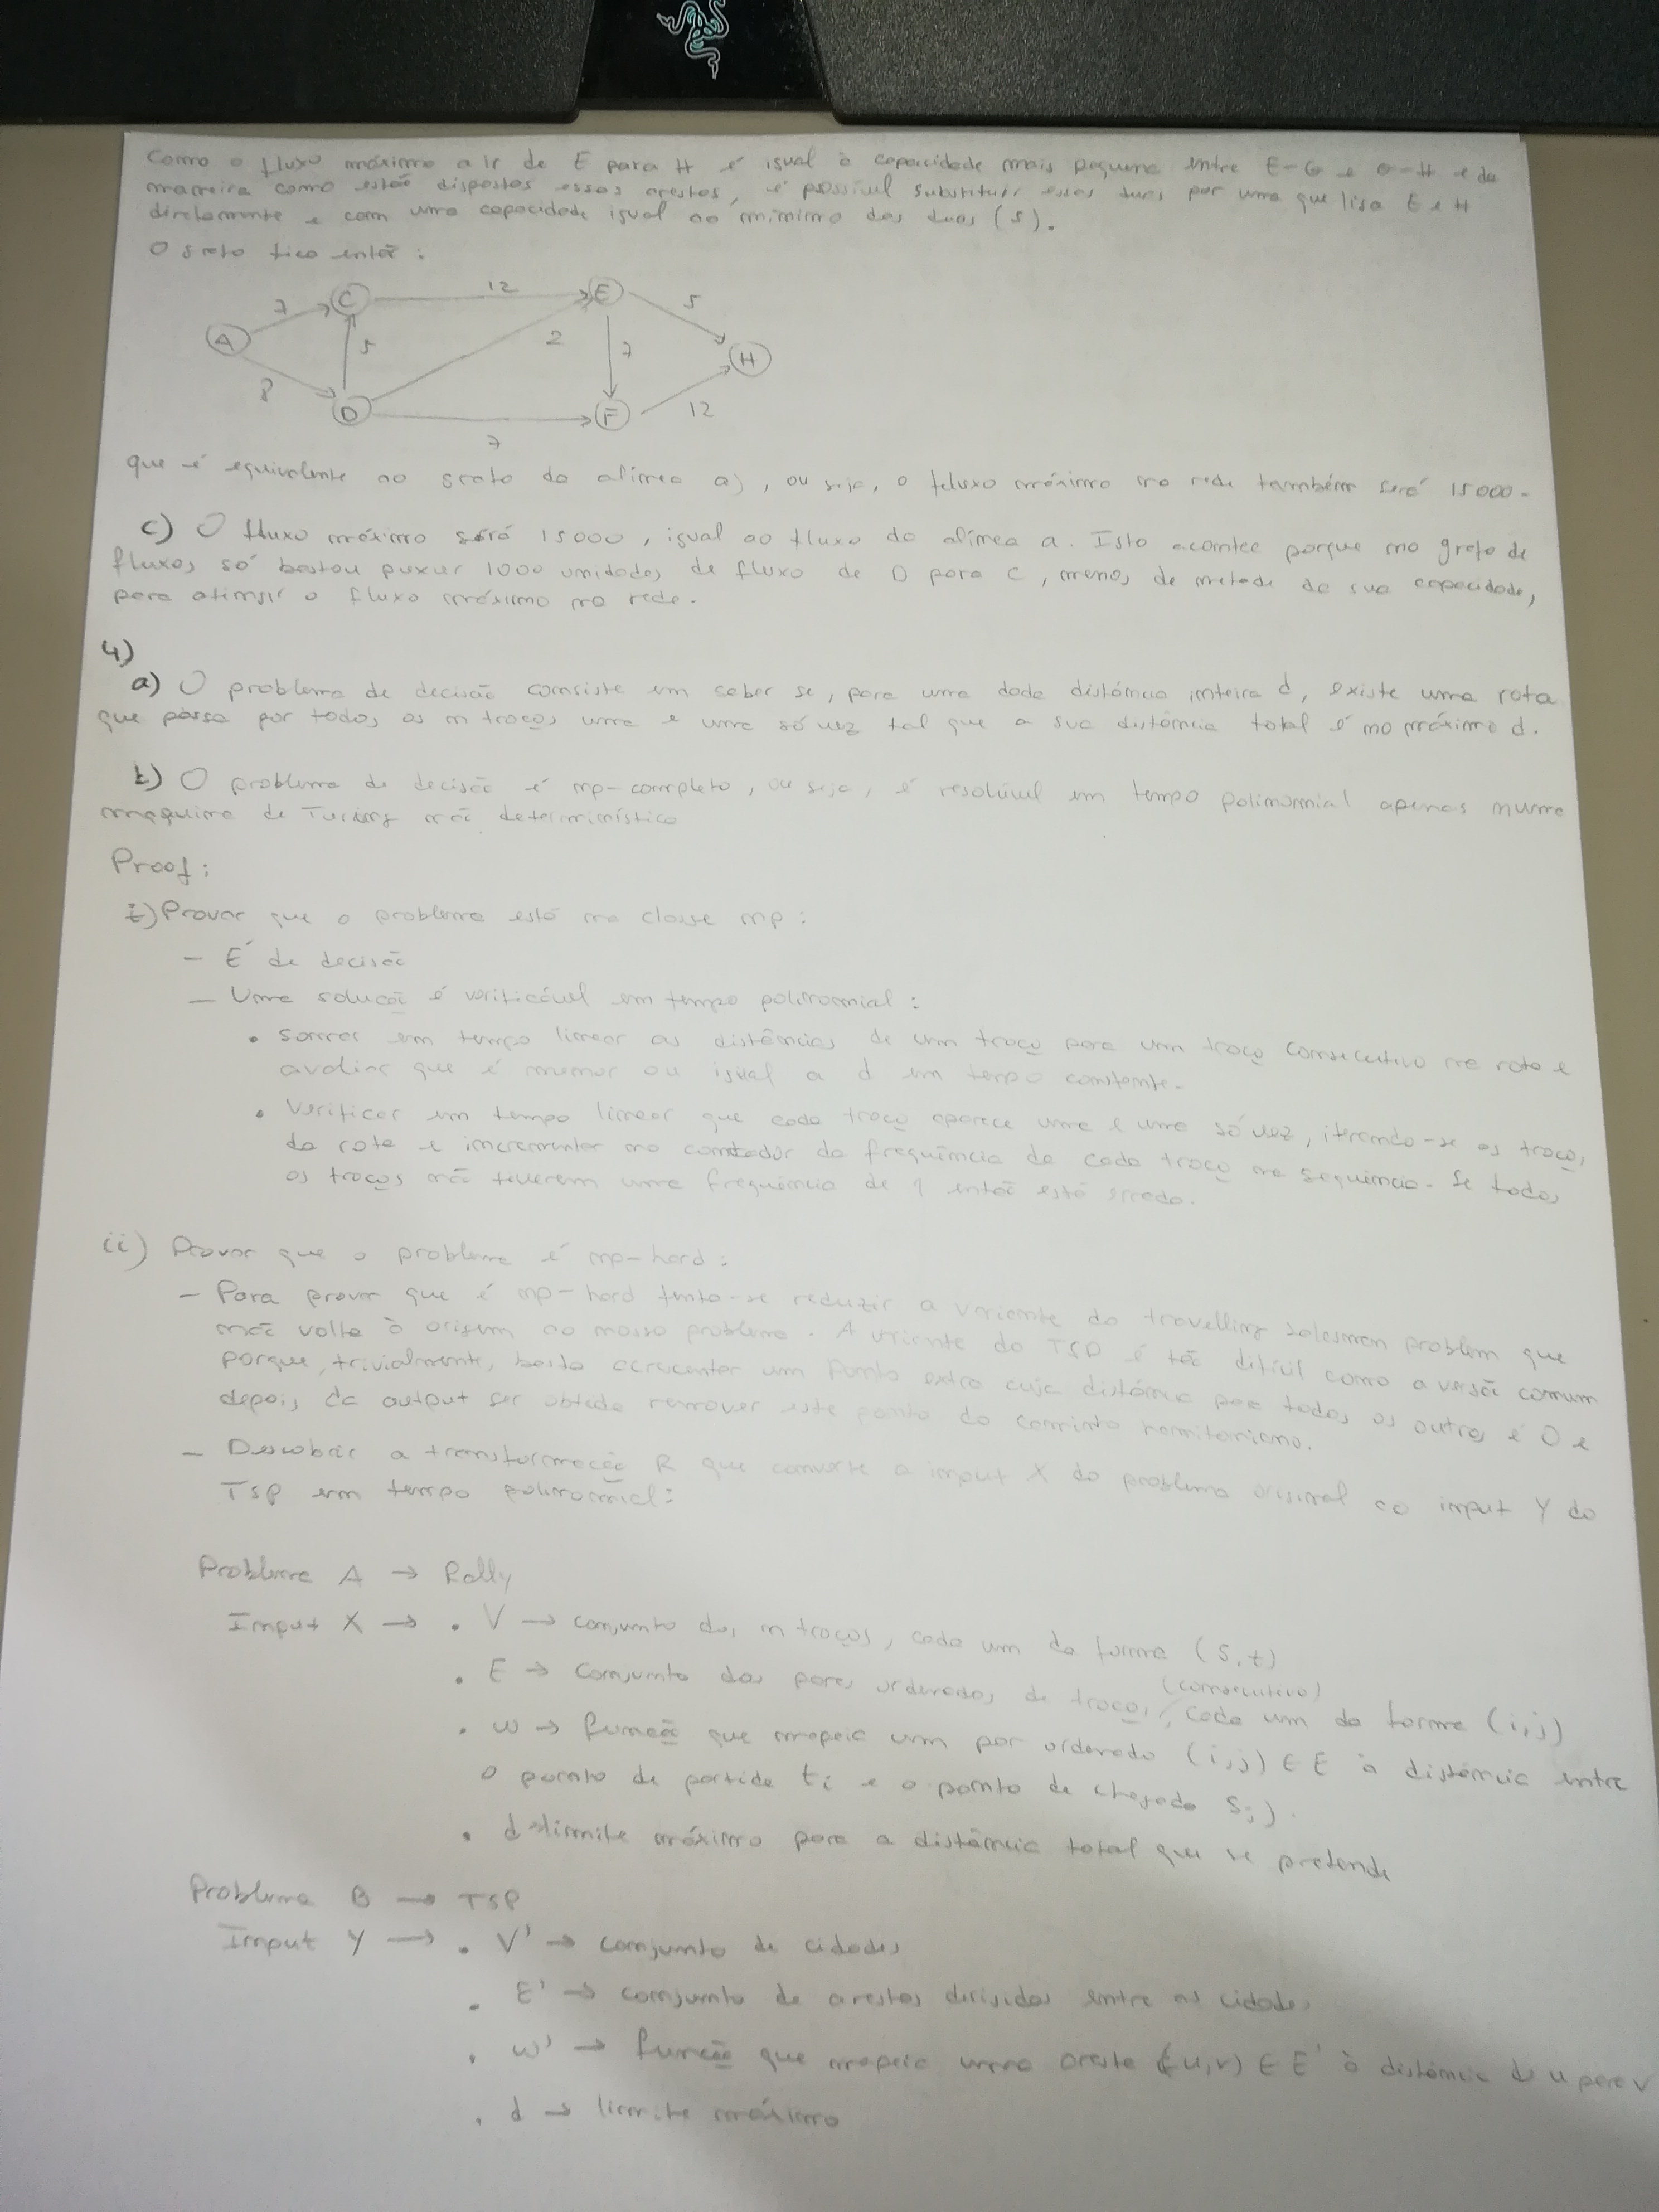 Como o fluxo máximo a ir de E para H é igual à capacidade mais pequena entre E-G e G-H e da
maneira como estão dispostas essas arestas, é possível substituir essas duas por uma que liga E e H
diretamente e com uma capacidade igual ao mínimo das duas (5).
O grafo fica então:
12
C
E
7
5
A
5
2
7
H
8
D
F
12
7
que é equivalente ao grafo da alínea a), ou seja, o fluxo máximo na rede também será 15000.
c) O fluxo máximo será 15000, igual ao fluxo da alínea a. Isto acontece porque no grafo de
fluxos só bastou puxar 1000 unidades de fluxo de D para C, menos de metade da sua capacidade,
para atingir o fluxo máximo na rede.
4)
a) O problema de decisão consiste em saber se, para uma dada distância inteira d, existe uma rota
que passa por todos os n troços uma e uma só vez tal que a sua distância total é no máximo d.
b) O problema de decisão é np-completo, ou seja, é resolúvel em tempo polinomial apenas numa
maquina de Turing não determinística
Proof:
i) Provar que o problema está na classe np:
- É de decisão
- Uma solução é verificável em tempo polinomial:
• Somar em tempo linear as distâncias de um troço para um troço consecutivo na rota e
avaliar que é menor ou igual a d em tempo constante.
• Verificar em tempo linear que cada troço aparece uma e uma só vez, iterando-se os troços
da rota e incrementar no contador da frequência de cada troço na sequência. Se todos
os troços não tiverem uma frequência de 1 então está errado.
ii) Provar que o problema é np-hard:
- Para provar que é np-hard tenta-se reduzir a variante do travelling salesman problem que
não volta à origem ao nosso problema. A variante do TSP é tão difícil como a versão comum
porque, trivialmente, basta acrescentar um ponto extra cuja distância para todos os outros é 0 e
depois da output ser obtido remover este ponto do caminho hamiltoniano.
- Descobrir a transformação R que converte a input X do problema original ao input Y do
TSP em tempo polinomial:
Problema A → Rally
Input X → • V → conjunto dos n troços, cada um da forma (s,t)
• E → Conjunto dos pares ordenados de troços (consecutivos), cada um da forma (i,j)
• w → função que mapeia um par ordenado (i,j) ∈ E à distância entre
o ponto de partida ti e o ponto de chegada sj).
• d → limite máximo para a distância total que se pretende
Problema B → TSP
Input Y → • V' → conjunto de cidades
• E' → conjunto de arestas dirigidas entre as cidades
• w' → função que mapeia uma aresta (u,v) ∈ E' à distância de u para v
• d → limite máximo